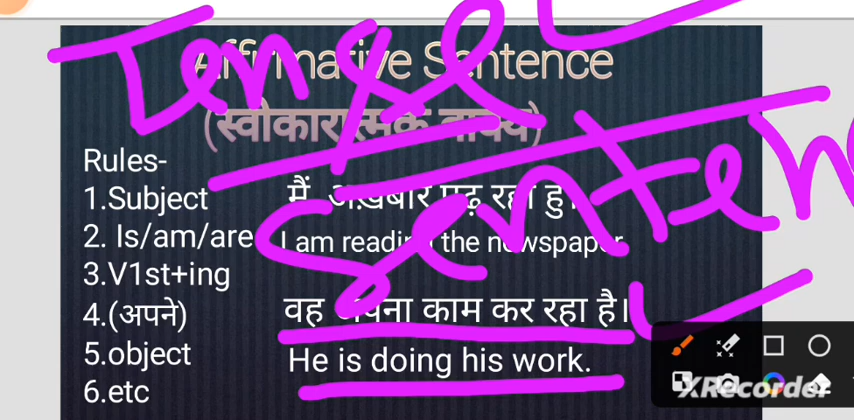 Affirmative Sentence
(स्वीकारात्मक वाक्य)
Tense
Rules-
1.Subject
2. Is/am/are
3.V1st+ing
4.(अपने)
5.object
6.etc
मैं अख़बार पढ़ रहा हु।
I am reading the newspaper
वह अपना काम कर रहा है।
He is doing his work.
XRecorder